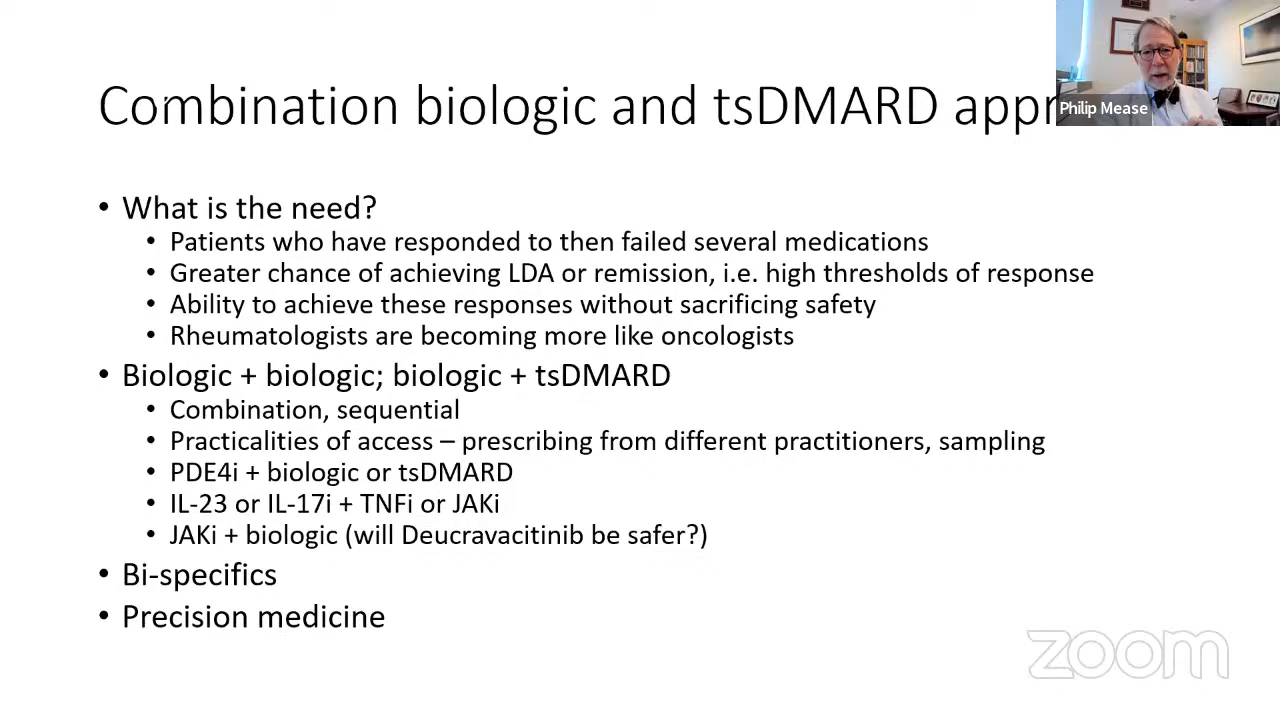 Combination biologic and tsDMARD appr
Philip Mease
• What is the need?
• Patients who have responded to then failed several medications
• Greater chance of achieving LDA or remission, i.e. high thresholds of response
• Ability to achieve these responses without sacrificing safety
• Rheumatologists are becoming more like oncologists
• Biologic + biologic; biologic + tsDMARD
• Combination, sequential
• Practicalities of access – prescribing from different practitioners, sampling
• PDE4i + biologic or tsDMARD
• IL-23 or IL-17i + TNFi or JAKi
• JAKi + biologic (will Deucravacitinib be safer?)
• Bi-specifics
• Precision medicine
zoom